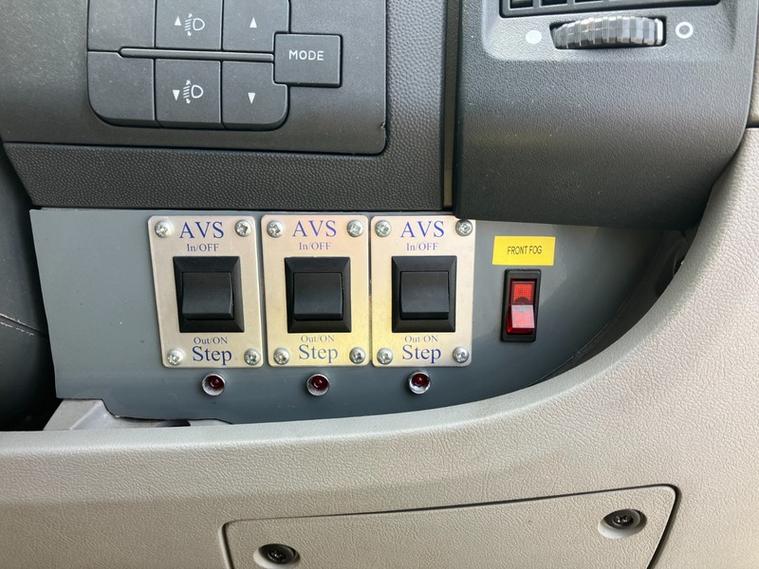 MODE
AVS
In/OFF
Out/ON
Step
AVS
In/OFF
Out/ON
Step
AVS
In/OFF
Out/ON
Step
FRONT FOG